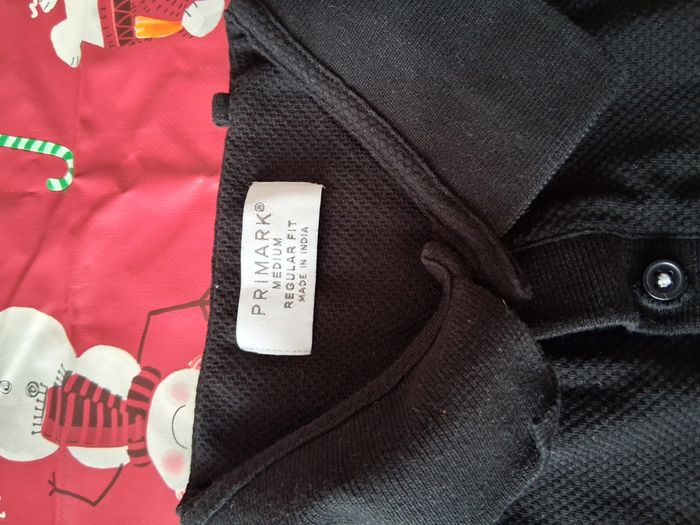 PRIMARK®
MEDIUM
REGULAR FIT
MADE IN INDIA